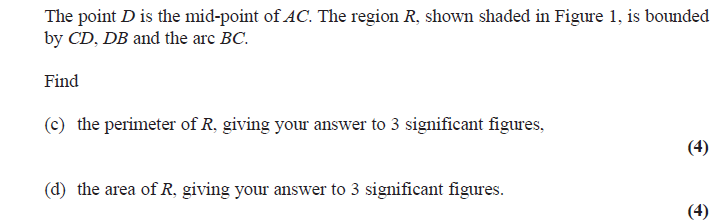 The point D is the mid-point of AC. The region R, shown shaded in Figure 1, is bounded
by CD, DB and the arc BC.
Find
(c) the perimeter of R, giving your answer to 3 significant figures,
(4)
(d) the area of R, giving your answer to 3 significant figures.
(4)